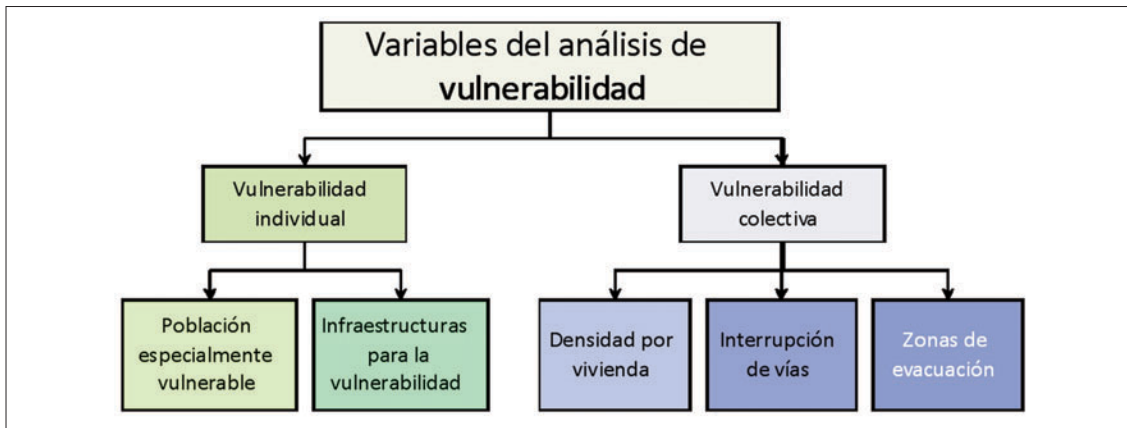 Variables del análisis de
vulnerabilidad
Vulnerabilidad
individual
Vulnerabilidad
colectiva
Población
especialmente
vulnerable
Infraestructuras
para la
vulnerabilidad
Densidad por
vivienda
Interrupción
de vías
Zonas de
evacuación